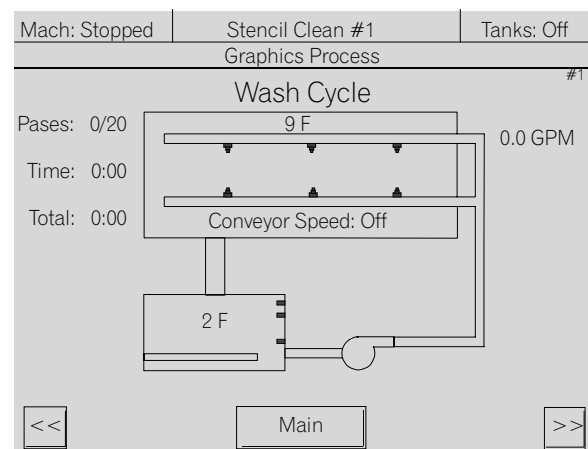 Mach: Stopped Stencil Clean #1 Tanks: Off
Graphics Process
#1
Wash Cycle
Pases: 0/20 9 F 0.0 GPM
Time: 0:00
Total: 0:00 Conveyor Speed: Off
2 F
<< Main >>